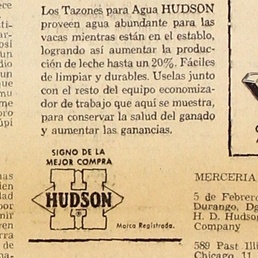 Los Tazones para Agua HUDSON
proveen agua abundante para las
vacas mientras están en el establo,
logrando así aumentar la produc-
ción de leche hasta un 20%. Fáciles
de limpiar y durables. Uselas junto
con el resto del equipo economiza-
dor de trabajo que aquí se muestra,
para conservar la salud del ganado
y aumentar las ganancias.
SIGNO DE LA
MEJOR COMPRA
HUDSON
Marca Registrada.
MERCERIA
5 de Febrero
Durango, Dg
H. D. Hudso
Company
589 Past Illi
Chicago, 11